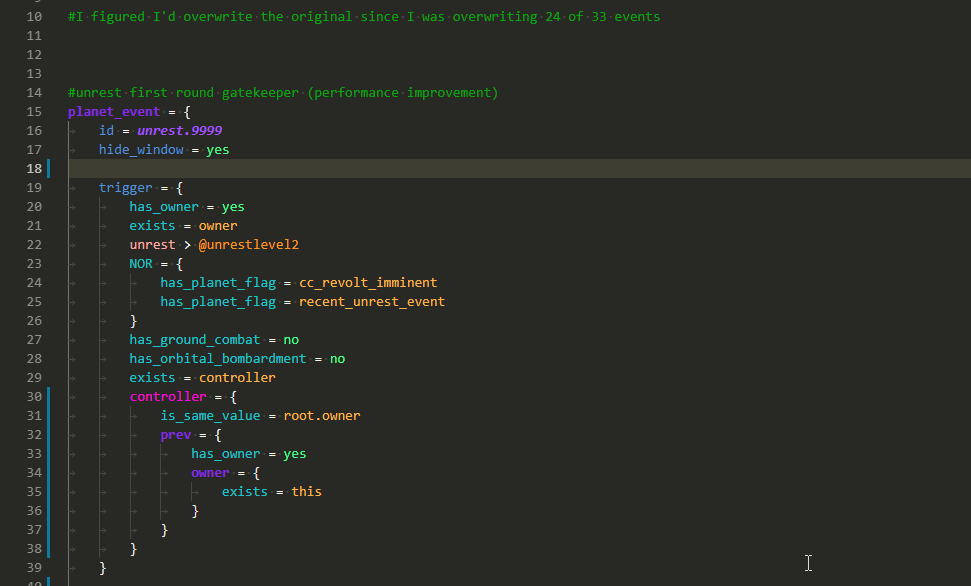 10 #I figured I'd overwrite the original since I was overwriting 24 of 33 events
11
12
13
14 #unrest first round gatekeeper (performance improvement)
15 planet_event = {
16 id = unrest.9999
17 hide_window = yes
18
19 trigger = {
20 has_owner = yes
21 exists = owner
22 unrest > @unrestlevel2
23 NOR = {
24 has_planet_flag = cc_revolt_imminent
25 has_planet_flag = recent_unrest_event
26 }
27 has_ground_combat = no
28 has_orbital_bombardment = no
29 exists = controller
30 controller = {
31 is_same_value = root.owner
32 prev = {
33 has_owner = yes
34 owner = {
35 exists = this
36 }
37 }
38 }
39 }